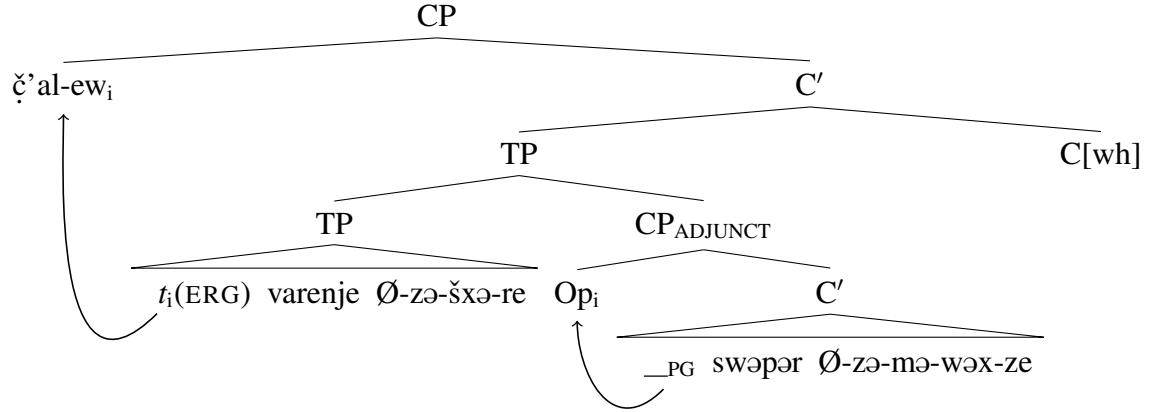 CP
č̣’al-ewᵢ C′
TP C[wh]
TP CP_ADJUNCT
tᵢ(ERG) varenje Ø-zə-šxə-re Opᵢ C′
__PG swəpər Ø-zə-mə-wəx-ze